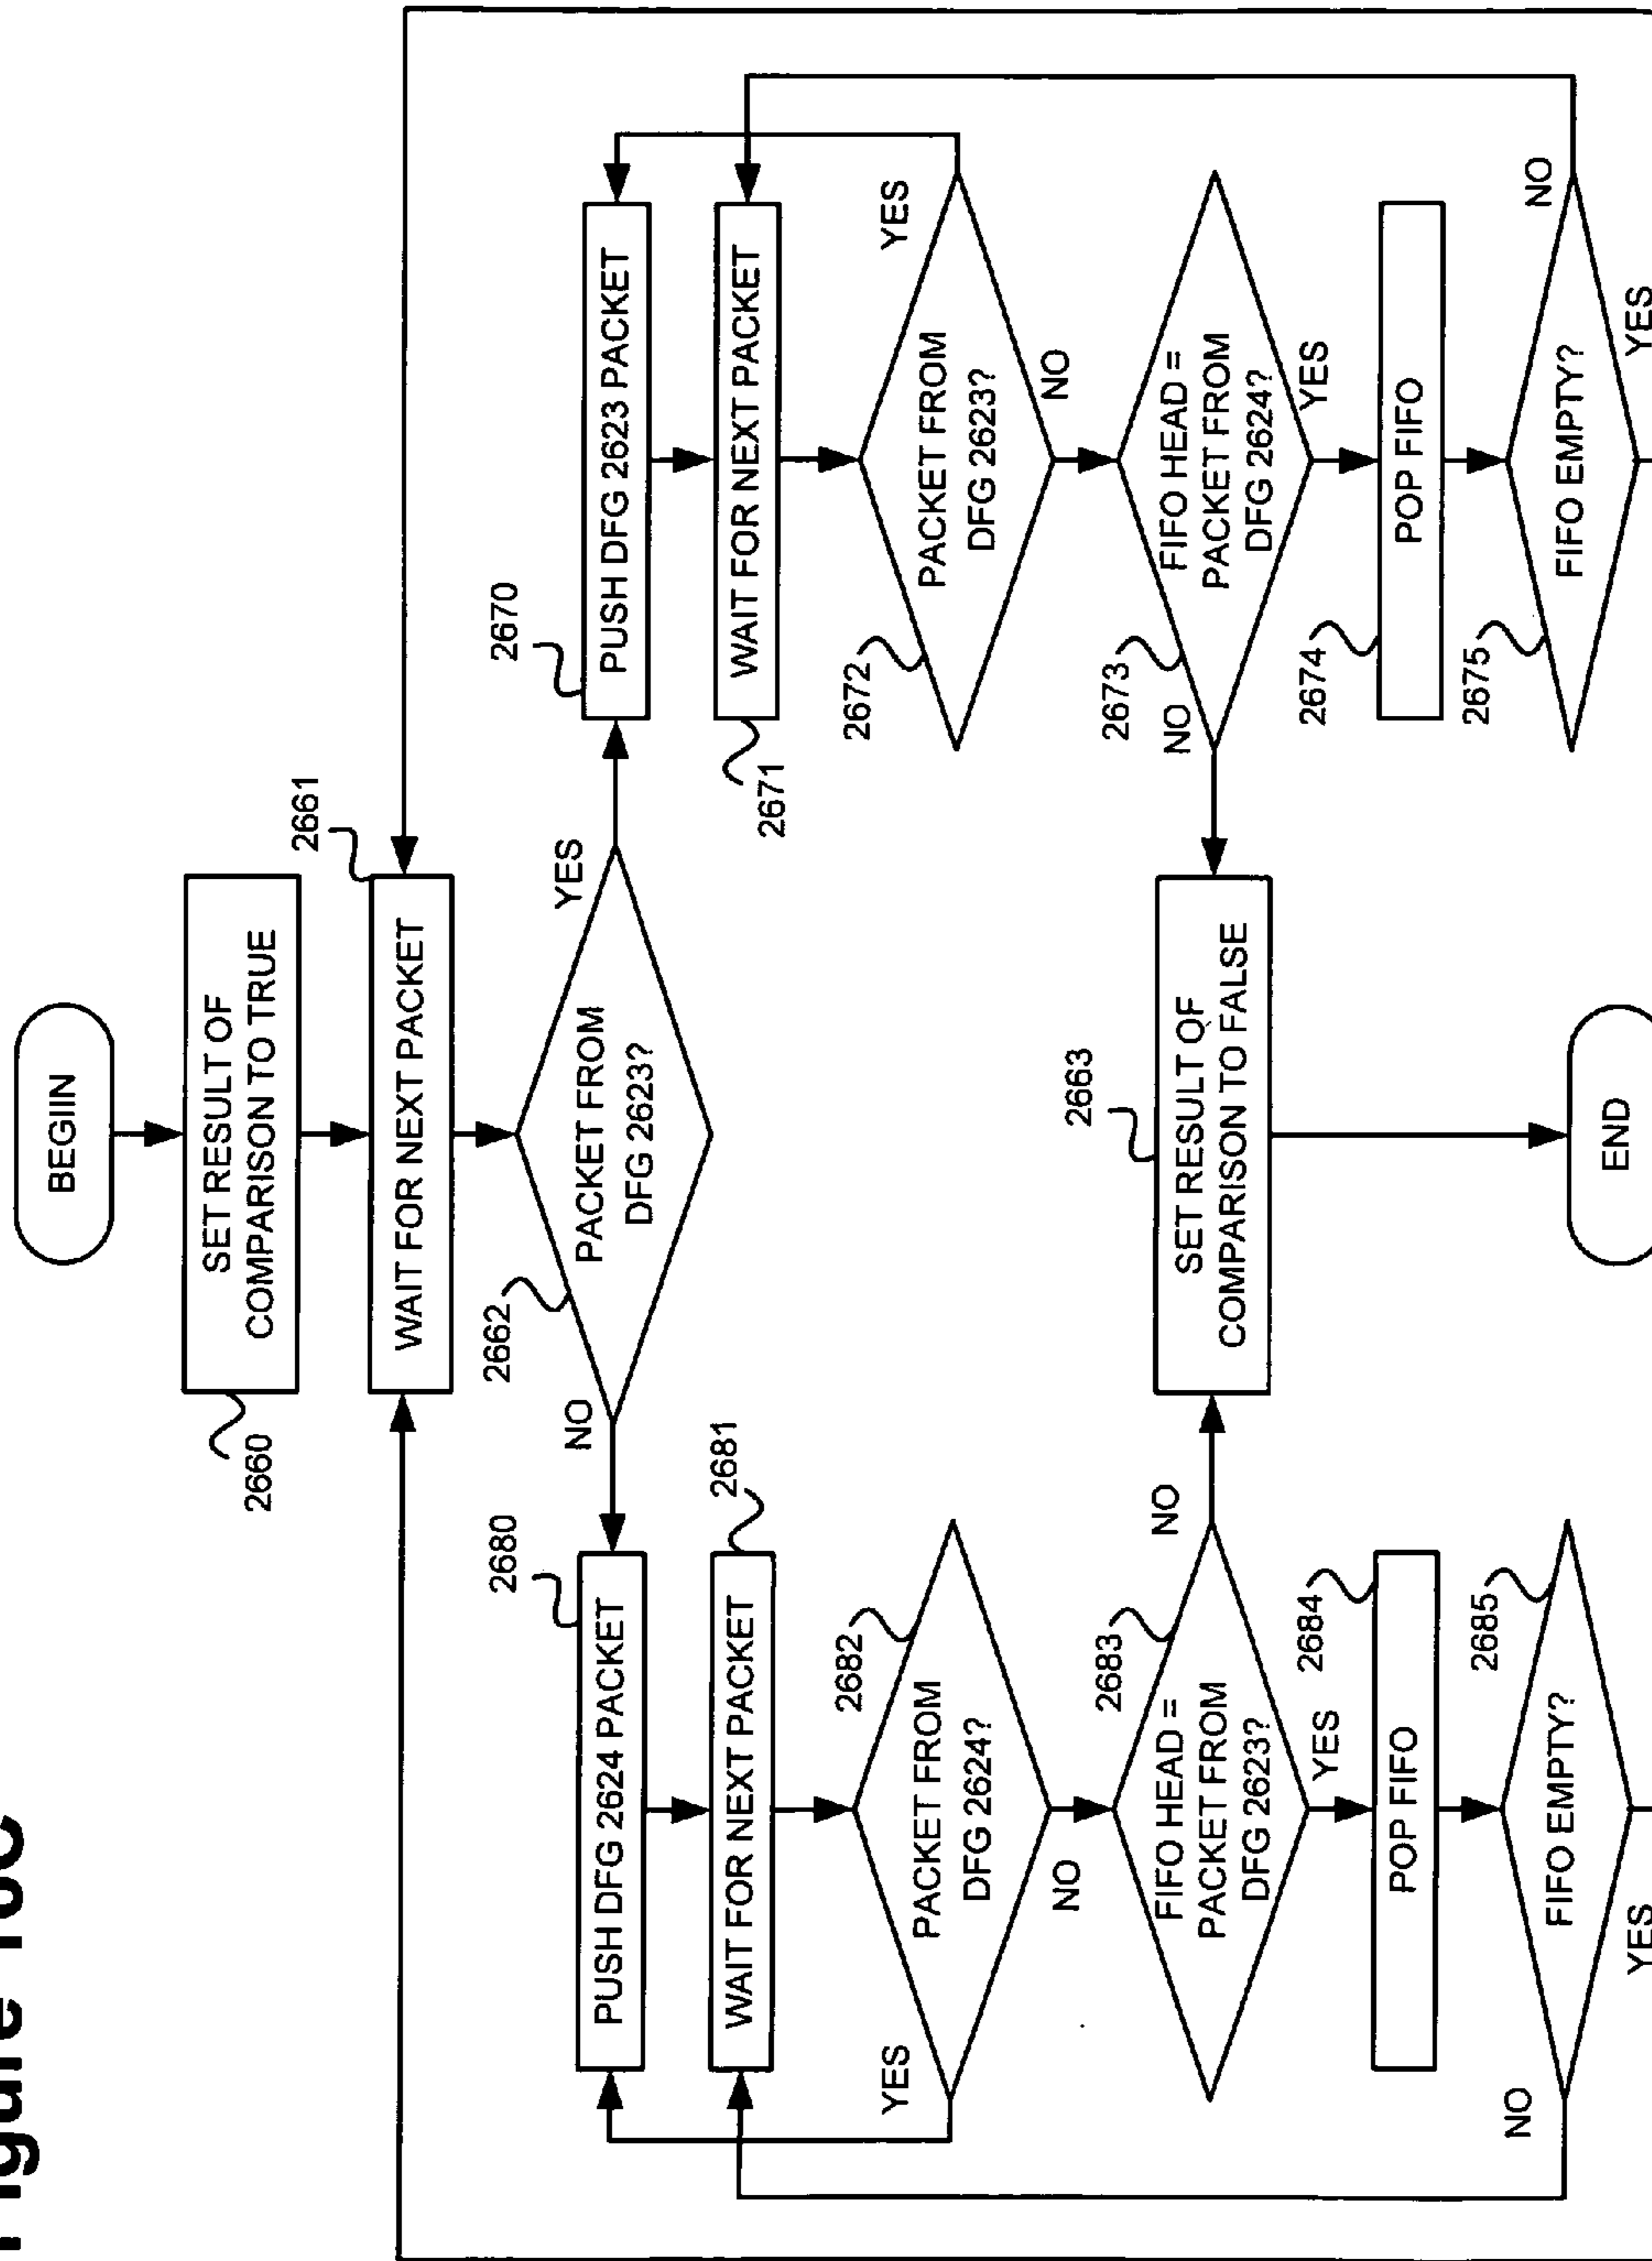 BEGIIN
SET RESULT OF
COMPARISON TO TRUE
2660
2661
WAIT FOR NEXT PACKET
2662
PACKET FROM
DFG 2623?
NO
YES
2680
PUSH DFG 2624 PACKET
2681
WAIT FOR NEXT PACKET
2682
PACKET FROM
DFG 2624?
YES
NO
2683
FIFO HEAD =
PACKET FROM
DFG 2623?
NO
YES
2684
POP FIFO
2685
FIFO EMPTY?
NO
YES
2670
PUSH DFG 2623 PACKET
2671
WAIT FOR NEXT PACKET
2672
PACKET FROM
DFG 2623?
YES
NO
2673
FIFO HEAD =
PACKET FROM
DFG 2624?
NO
YES
2674
POP FIFO
2675
FIFO EMPTY?
NO
YES
2663
SET RESULT OF
COMPARISON TO FALSE
END